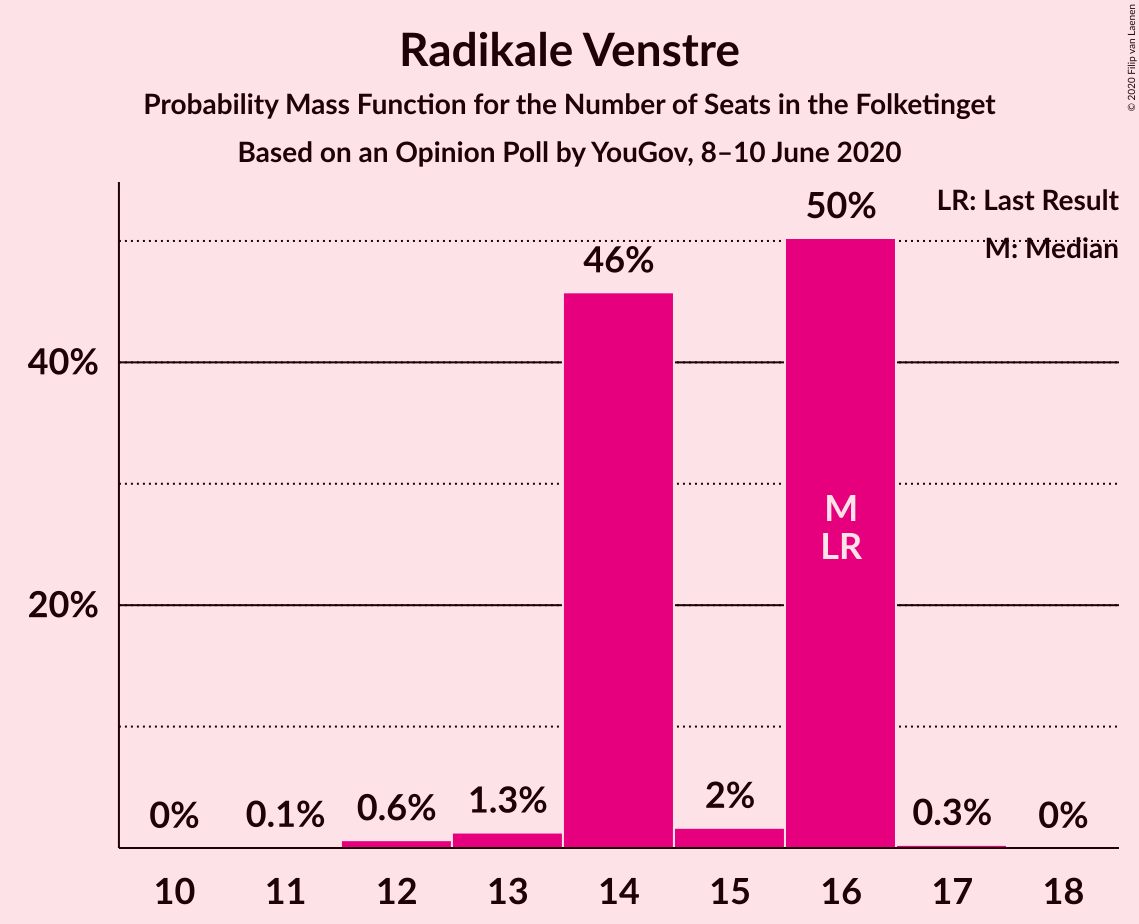 Radikale Venstre
Probability Mass Function for the Number of Seats in the Folketinget
Based on an Opinion Poll by YouGov, 8–10 June 2020
© 2020 Filip van Laenen
LR: Last Result
M: Median
50%
46%
40%
M
LR
20%
0%
0.1%
0.6%
1.3%
2%
0.3%
0%
10
11
12
13
14
15
16
17
18